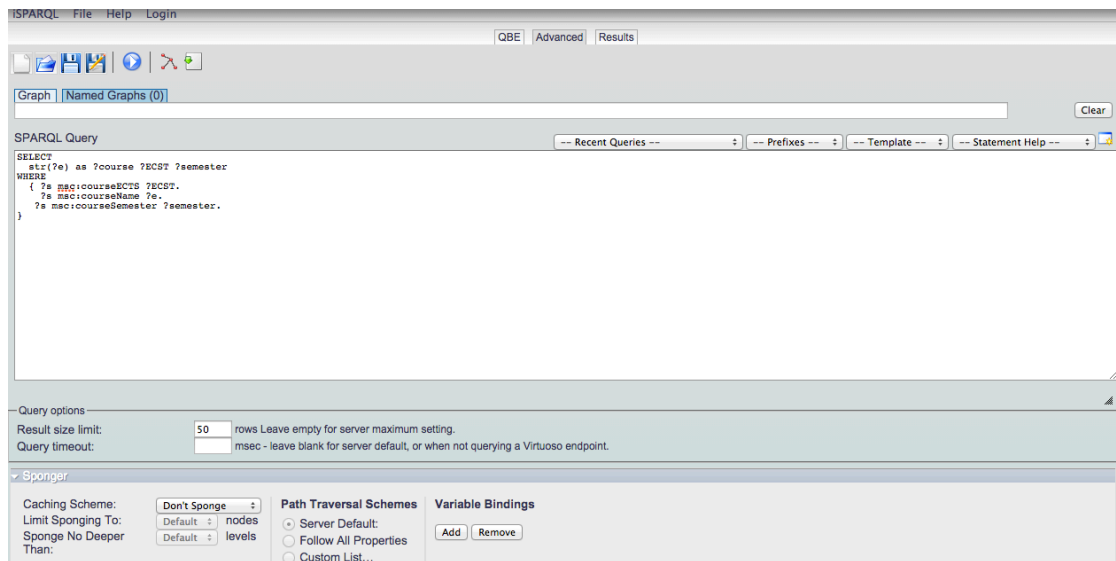 iSPARQL File Help Login
QBE Advanced Results
Graph Named Graphs (0)
Clear
SPARQL Query -- Recent Queries -- -- Prefixes -- -- Template -- -- Statement Help --
SELECT
str(?e) as ?course ?ECST ?semester
WHERE
{ ?s msc:courseECTS ?ECST.
?s msc:courseName ?e.
?s msc:courseSemester ?semester.
}
Query options
Result size limit: 50 rows Leave empty for server maximum setting.
Query timeout: msec - leave blank for server default, or when not querying a Virtuoso endpoint.
Sponger
Caching Scheme: Don't Sponge Path Traversal Schemes Variable Bindings
Limit Sponging To: Default nodes Server Default:
Sponge No Deeper Default levels Follow All Properties Add Remove
Than: Custom List...